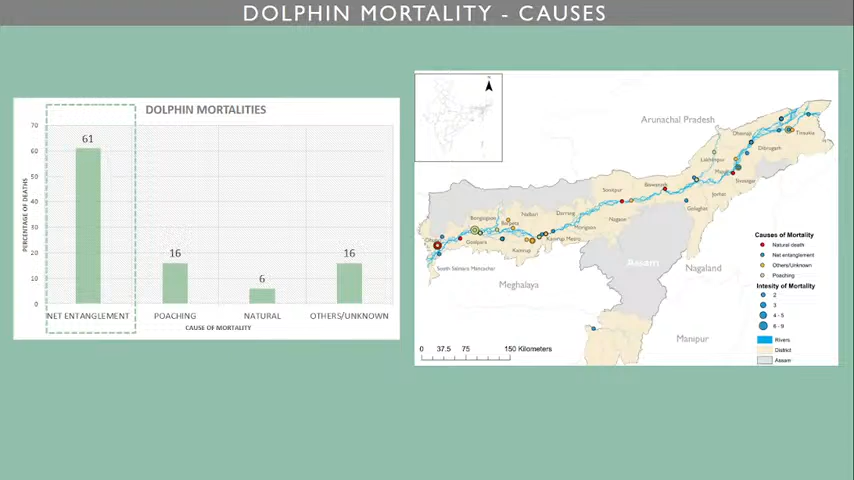 DOLPHIN MORTALITY - CAUSES
DOLPHIN MORTALITIES
PERCENTAGE OF DEATHS
70
60
50
40
30
20
10
0
61
16
6
16
NET ENTANGLEMENT
POACHING
NATURAL
OTHERS/UNKNOWN
CAUSE OF MORTALITY
N
Arunachal Pradesh
Dhemaji
Tinsukia
Dibrugarh
Lakhimpur
Sivasagar
Jorhat
Golaghat
Biswanath
Sonitpur
Nagaon
Darrang
Morigaon
Nalbari
Barpeta
Bongaigaon
Kamrup Metro
Kamrup
Goalpara
South Salmara Mancachar
Assam
Nagaland
Meghalaya
Manipur
0 37.5 75 150 Kilometers
Causes of Mortality
Natural death
Net entanglement
Others/Unknown
Poaching
Intesity of Mortality
2
3
4 - 5
6 - 9
Rivers
District
Assam